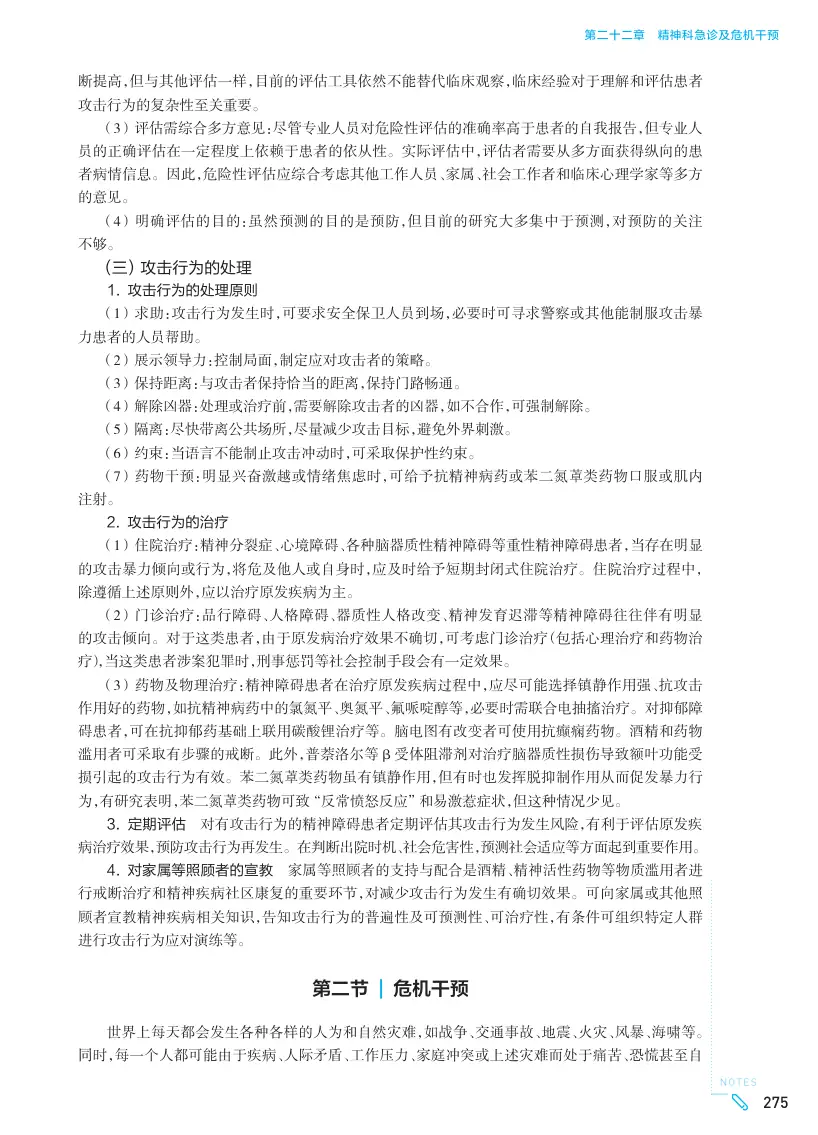 第二十二章 精神科急诊及危机干预
断提高,但与其他评估一样,目前的评估工具依然不能替代临床观察,临床经验对于理解和评估患者
攻击行为的复杂性至关重要。
（3）评估需综合多方意见:尽管专业人员对危险性评估的准确率高于患者的自我报告,但专业人
员的正确评估在一定程度上依赖于患者的依从性。实际评估中,评估者需要从多方面获得纵向的患
者病情信息。因此,危险性评估应综合考虑其他工作人员、家属、社会工作者和临床心理学家等多方
的意见。
（4）明确评估的目的:虽然预测的目的是预防,但目前的研究大多集中于预测,对预防的关注
不够。
（三）攻击行为的处理
1. 攻击行为的处理原则
（1）求助:攻击行为发生时,可要求安全保卫人员到场,必要时可寻求警察或其他能制服攻击暴
力患者的人员帮助。
（2）展示领导力:控制局面,制定应对攻击者的策略。
（3）保持距离:与攻击者保持恰当的距离,保持门路畅通。
（4）解除凶器:处理或治疗前,需要解除攻击者的凶器,如不合作,可强制解除。
（5）隔离:尽快带离公共场所,尽量减少攻击目标,避免外界刺激。
（6）约束:当语言不能制止攻击冲动时,可采取保护性约束。
（7）药物干预:明显兴奋激越或情绪焦虑时,可给予抗精神病药或苯二氮䓬类药物口服或肌内
注射。
2. 攻击行为的治疗
（1）住院治疗:精神分裂症、心境障碍、各种脑器质性精神障碍等重性精神障碍患者,当存在明显
的攻击暴力倾向或行为,将危及他人或自身时,应及时给予短期封闭式住院治疗。住院治疗过程中,
除遵循上述原则外,应以治疗原发疾病为主。
（2）门诊治疗:品行障碍、人格障碍、器质性人格改变、精神发育迟滞等精神障碍往往伴有明显
的攻击倾向。对于这类患者,由于原发病治疗效果不确切,可考虑门诊治疗(包括心理治疗和药物治
疗),当这类患者涉案犯罪时,刑事惩罚等社会控制手段会有一定效果。
（3）药物及物理治疗:精神障碍患者在治疗原发疾病过程中,应尽可能选择镇静作用强、抗攻击
作用好的药物,如抗精神病药中的氯氮平、奥氮平、氟哌啶醇等,必要时需联合电抽搐治疗。对抑郁障
碍患者,可在抗抑郁药基础上联用碳酸锂治疗等。脑电图有改变者可使用抗癫痫药物。酒精和药物
滥用者可采取有步骤的戒断。此外,普萘洛尔等 β 受体阻滞剂对治疗脑器质性损伤导致额叶功能受
损引起的攻击行为有效。苯二氮䓬类药物虽有镇静作用,但有时也发挥脱抑制作用从而促发暴力行
为,有研究表明,苯二氮䓬类药物可致“反常愤怒反应”和易激惹症状,但这种情况少见。
3. 定期评估 对有攻击行为的精神障碍患者定期评估其攻击行为发生风险,有利于评估原发疾
病治疗效果,预防攻击行为再发生。在判断出院时机、社会危害性,预测社会适应等方面起到重要作用。
4. 对家属等照顾者的宣教 家属等照顾者的支持与配合是酒精、精神活性药物等物质滥用者进
行戒断治疗和精神疾病社区康复的重要环节,对减少攻击行为发生有确切效果。可向家属或其他照
顾者宣教精神疾病相关知识,告知攻击行为的普遍性及可预测性、可治疗性,有条件可组织特定人群
进行攻击行为应对演练等。
第二节 | 危机干预
世界上每天都会发生各种各样的人为和自然灾难,如战争、交通事故、地震、火灾、风暴、海啸等。
同时,每一个人都可能由于疾病、人际矛盾、工作压力、家庭冲突或上述灾难而处于痛苦、恐慌甚至自
NOTES
275